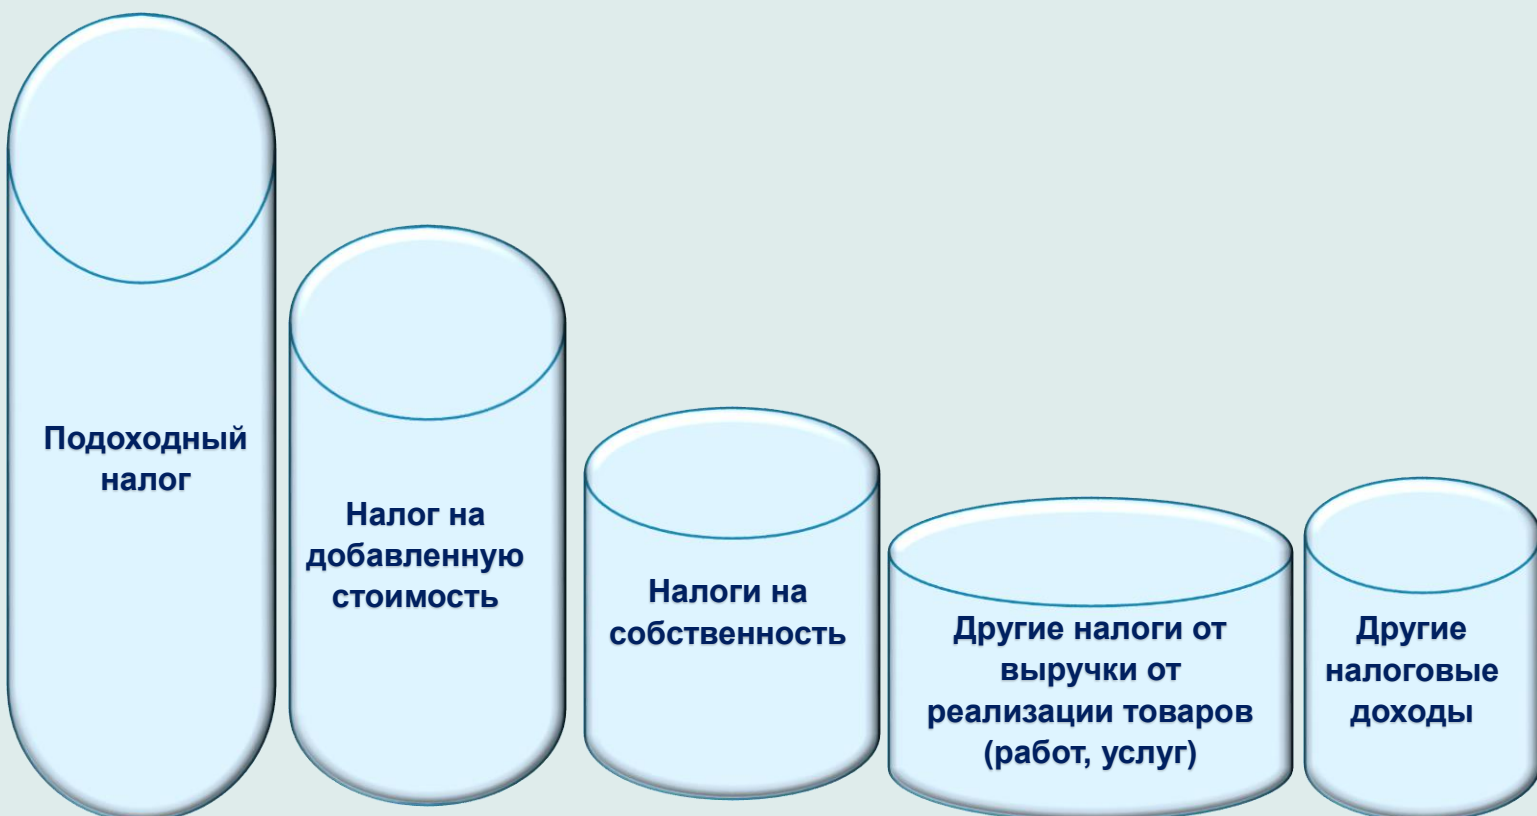 Подоходный
налог
Налог на
добавленную
стоимость
Налоги на
собственность
Другие налоги от
выручки от
реализации товаров
(работ, услуг)
Другие
налоговые
доходы